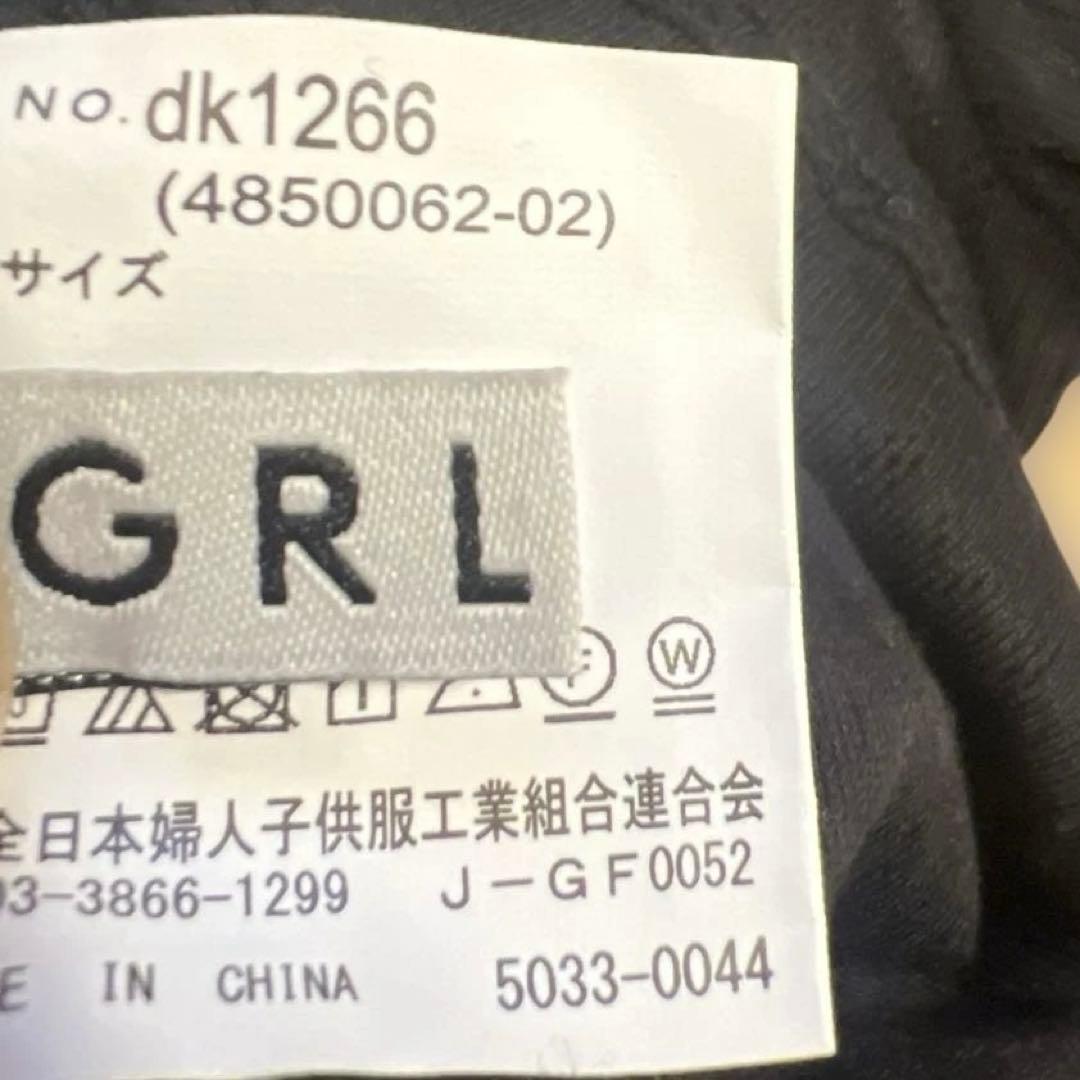 NO. dk1266
(4850062-02)
サイズ
GRL
F W
全日本婦人子供服工業組合連合会
03-3866-1299 J-GF0052
E IN CHINA 5033-0044